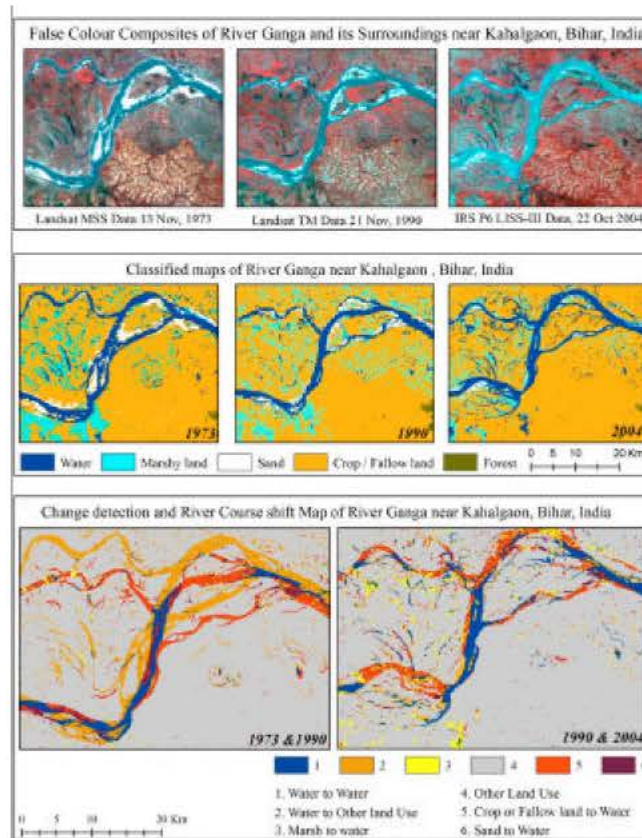 False Colour Composites of River Ganga and its Surroundings near Kahalgaon, Bihar, India
Landsat MSS Data 13 Nov, 1973
Landsat TM Data 21 Nov, 1990
IRS P6 LISS-III Data, 22 Oct 2004
Classified maps of River Ganga near Kahalgaon , Bihar, India
1973
1990
2004
Water
Marshy land
Sand
Crop / Fallow land
Forest
0 10 20 Km
Change detection and River Course shift Map of River Ganga near Kahalgaon, Bihar, India
1973 &1990
1990 & 2004
1
2
3
4
5
1. Water to Water
2. Water to Other land Use
3. Marsh to water
4. Other Land Use
5. Crop or Fallow land to Water
6. Sand to Water
0 5 10 20 Km